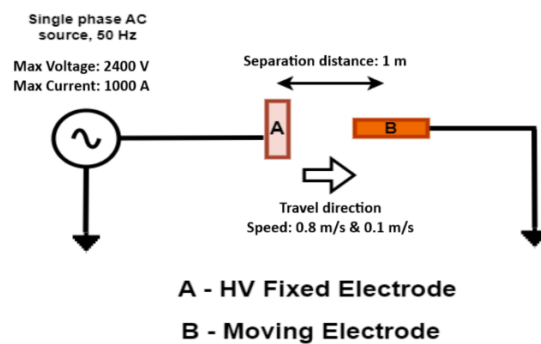 Single phase AC
source, 50 Hz
Max Voltage: 2400 V
Max Current: 1000 A
Separation distance: 1 m
A
B
Travel direction
Speed: 0.8 m/s & 0.1 m/s
A - HV Fixed Electrode
B - Moving Electrode